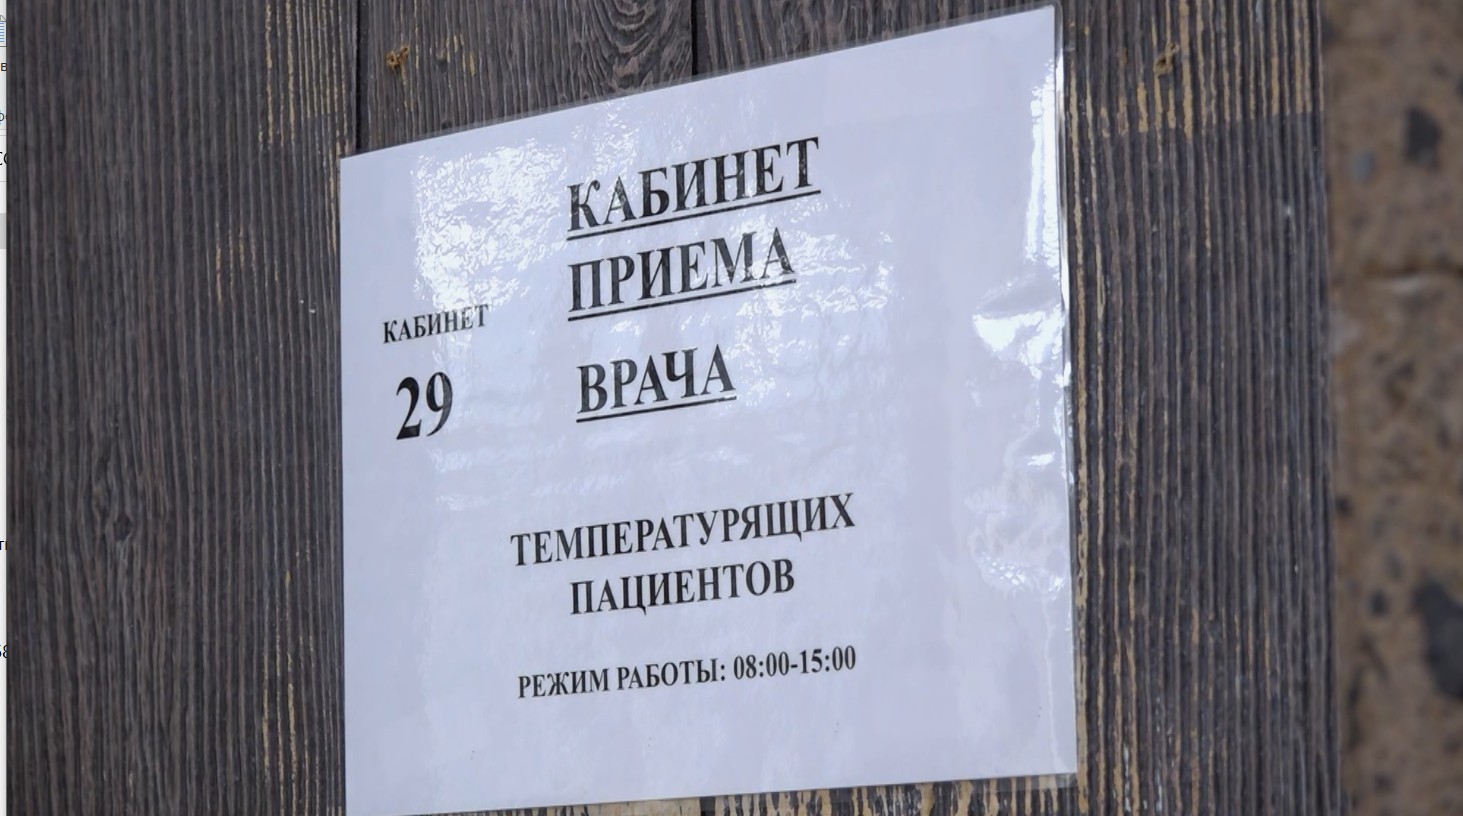 КАБИНЕТ
ПРИЕМА
КАБИНЕТ
29
ВРАЧА
ТЕМПЕРАТУРЯЩИХ
ПАЦИЕНТОВ
РЕЖИМ РАБОТЫ: 08:00-15:00